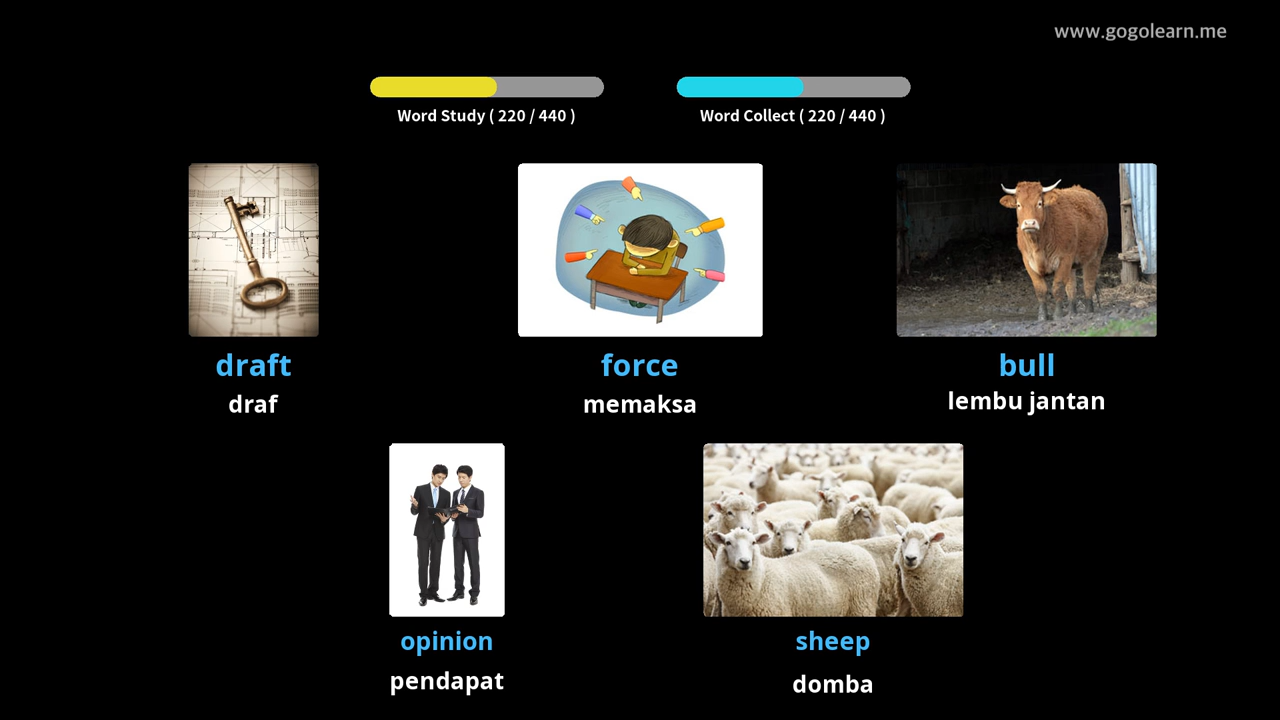 www.gogolearn.me
Word Study ( 220 / 440 )
Word Collect ( 220 / 440 )
draft
draf
force
memaksa
bull
lembu jantan
opinion
pendapat
sheep
domba